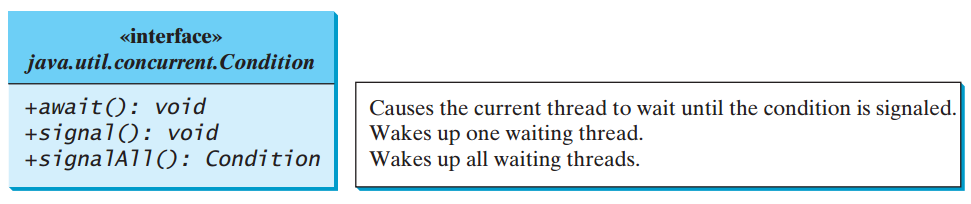 «interface»
java.util.concurrent.Condition
+await(): void
+signal(): void
+signalAll(): Condition
Causes the current thread to wait until the condition is signaled.
Wakes up one waiting thread.
Wakes up all waiting threads.